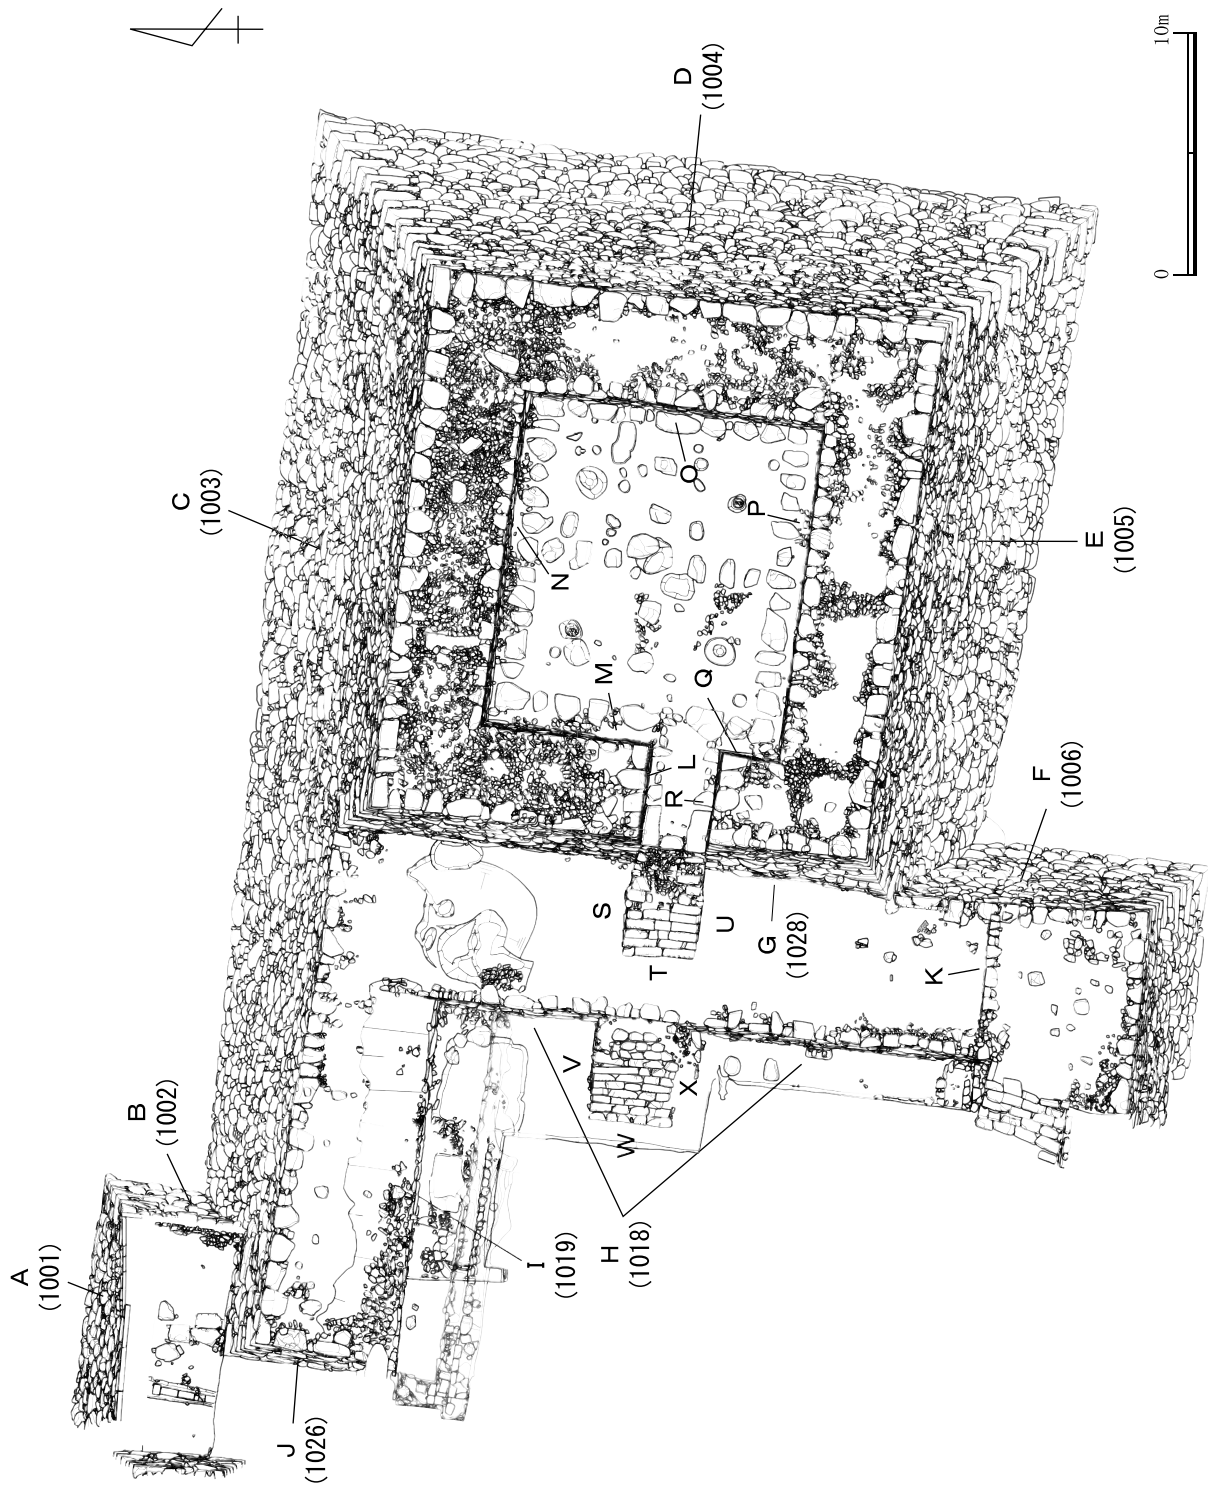 A
(1001)
B
(1002)
C
(1003)
D
(1004)
E
(1005)
F
(1006)
G
(1028)
H
(1018)
I
(1019)
J
(1026)
K
L
M
N
O
P
Q
R
S
T
U
V
W
X
0
10m